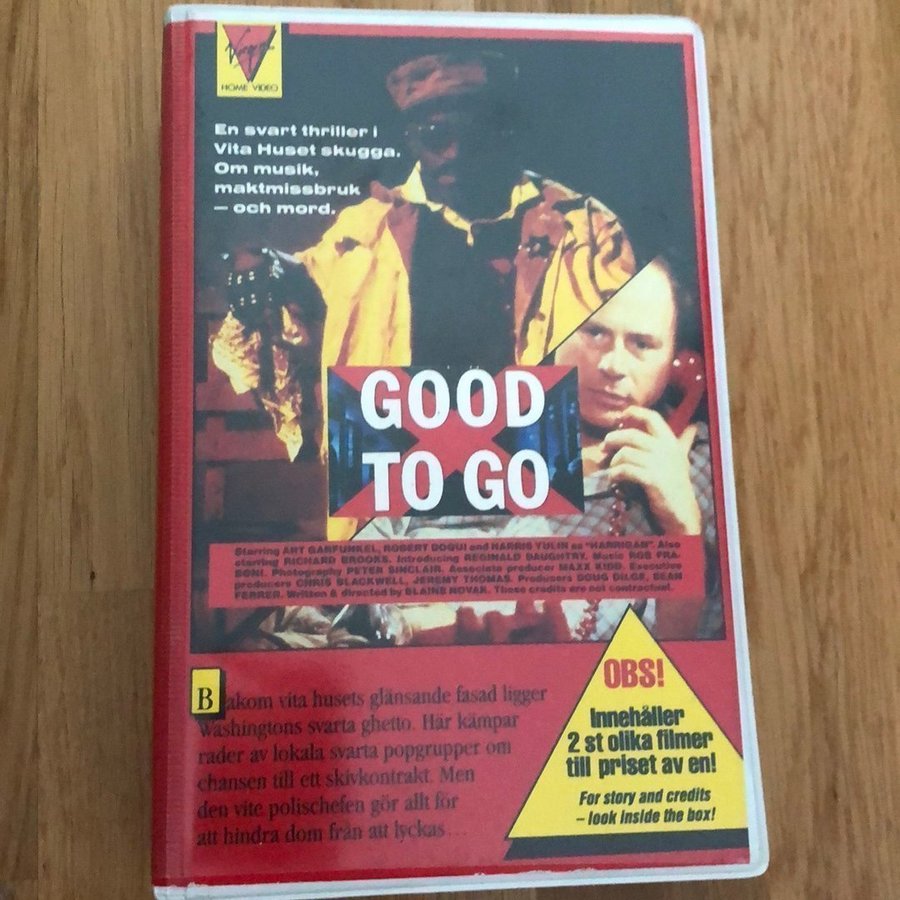 Virgin
HOME VIDEO
En svart thriller i
Vita Huset skugga.
Om musik,
maktmissbruk
– och mord.
GOOD
TO GO
Starring ART GARFUNKEL, ROBERT DOQUI and HARRIS YULIN as "HARRIGAN". Also
starring RICHARD BROOKS. Introducing REGINALD DAUGHTRY. Music ROB FRA-
BONI. Photography PETER SINCLAIR. Associate producer MAXX KIDD. Executive
producers CHRIS BLACKWELL, JEREMY THOMAS. Producers DOUG DILGE, SEAN
FERRER. Written & directed by BLAINE NOVAK. These credits are not contractual.
Bakom vita husets glänsande fasad ligger
Washingtons svarta ghetto. Här kämpar
rader av lokala svarta popgrupper om
chansen till ett skivkontrakt. Men
den vite polischefen gör allt för
att hindra dom från att lyckas...
OBS!
Innehåller
2 st olika filmer
till priset av en!
For story and credits
– look inside the box!